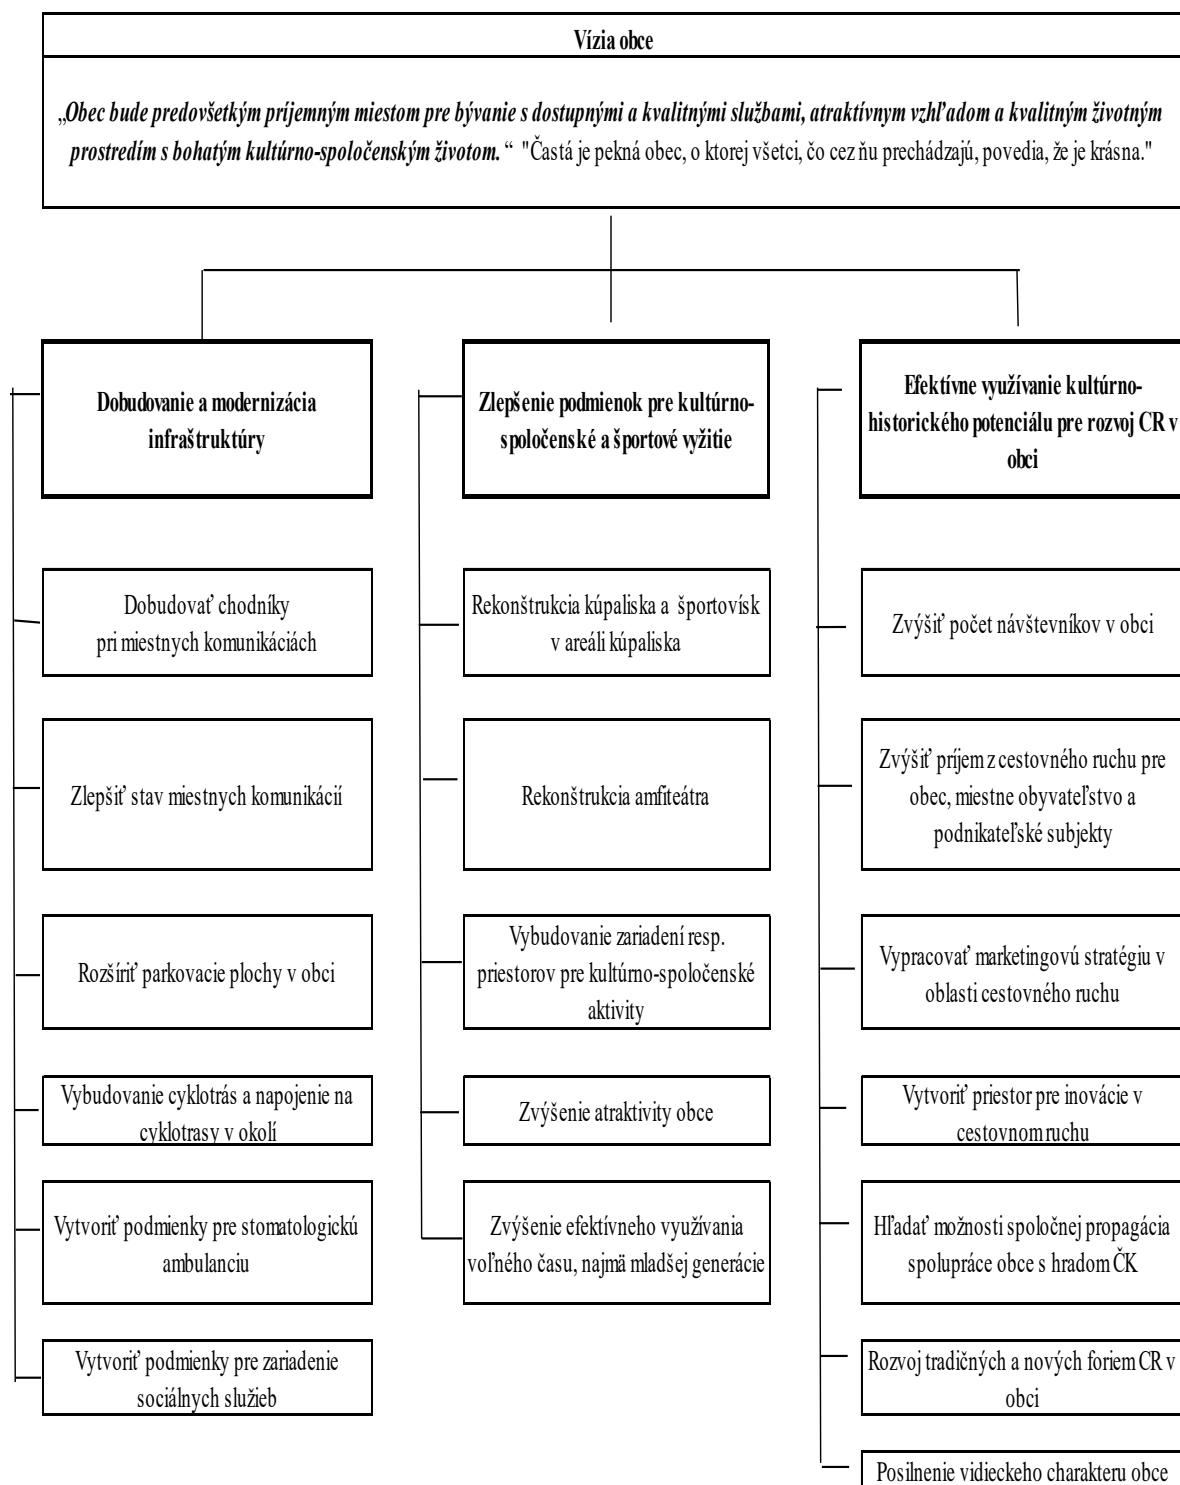 Vízia obce
„Obec bude predovšetkým príjemným miestom pre bývanie s dostupnými a kvalitnými službami, atraktívnym vzhľadom a kvalitným životným
prostredím s bohatým kultúrno-spoločenským životom. “ "Častá je pekná obec, o ktorej všetci, čo cez ňu prechádzajú, povedia, že je krásna."
Dobudovanie a modernizácia
infraštruktúry
Dobudovať chodníky
pri miestnych komunikáciách
Zlepšiť stav miestnych komunikácií
Rozšíriť parkovacie plochy v obci
Vybudovanie cyklotrás a napojenie na
cyklotrasy v okolí
Vytvoriť podmienky pre stomatologickú
ambulanciu
Vytvoriť podmienky pre zariadenie
sociálnych služieb
Zlepšenie podmienok pre kultúrno-
spoločenské a športové vyžitie
Rekonštrukcia kúpaliska a športovísk
v areáli kúpaliska
Rekonštrukcia amfiteátra
Vybudovanie zariadení resp.
priestorov pre kultúrno-spoločenské
aktivity
Zvýšenie atraktivity obce
Zvýšenie efektívneho využívania
voľného času, najmä mladšej generácie
Efektívne využívanie kultúrno-
historického potenciálu pre rozvoj CR v
obci
Zvýšiť počet návštevníkov v obci
Zvýšiť príjem z cestovného ruchu pre
obec, miestne obyvateľstvo a
podnikateľské subjekty
Vypracovať marketingovú stratégiu v
oblasti cestovného ruchu
Vytvoriť priestor pre inovácie v
cestovnom ruchu
Hľadať možnosti spoločnej propagácia
spolupráce obce s hradom ČK
Rozvoj tradičných a nových foriem CR v
obci
Posilnenie vidieckeho charakteru obce